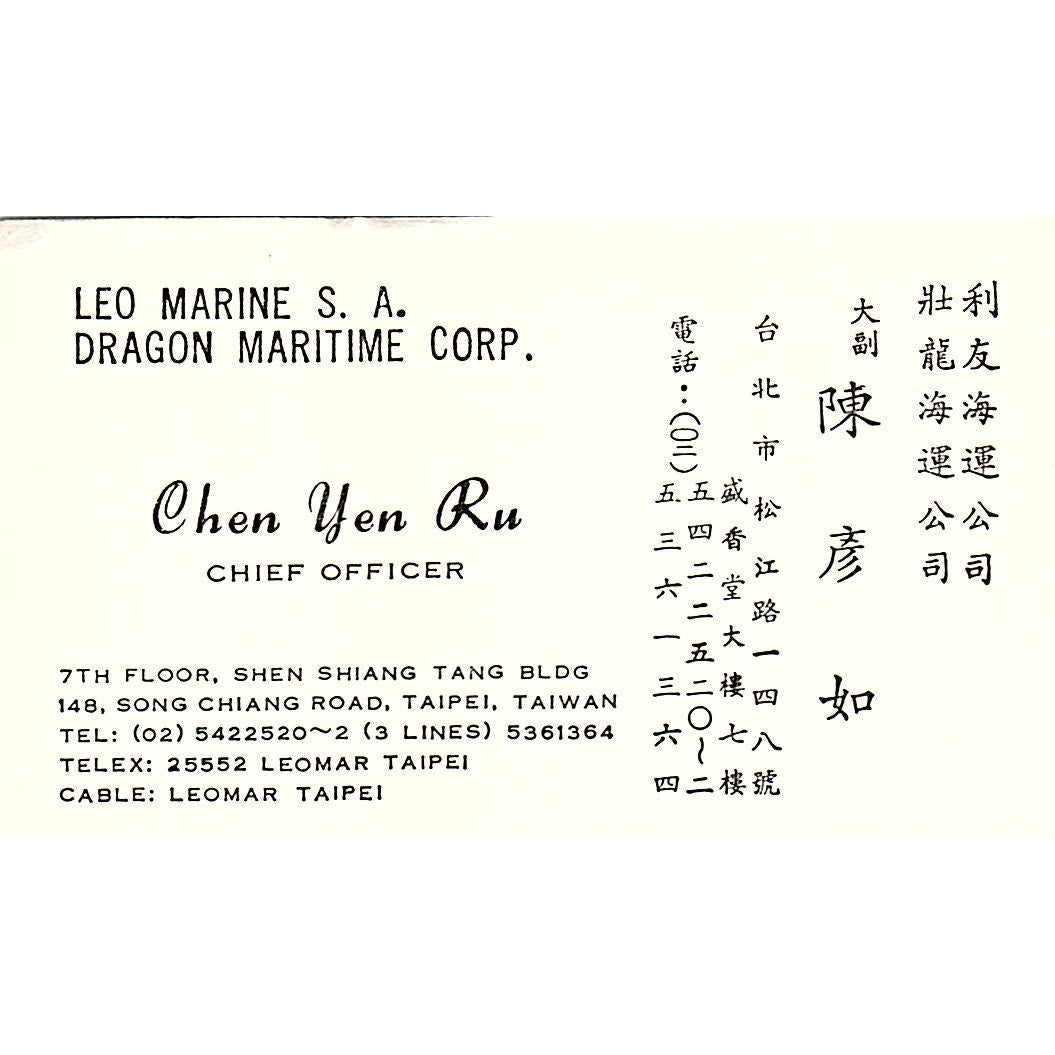 LEO MARINE S. A.
DRAGON MARITIME CORP.
Chen Yen Ru
CHIEF OFFICER
7TH FLOOR, SHEN SHIANG TANG BLDG
148, SONG CHIANG ROAD, TAIPEI, TAIWAN
TEL: (02) 5422520~2 (3 LINES) 5361364
TELEX: 25552 LEOMAR TAIPEI
CABLE: LEOMAR TAIPEI
利友海運公司
壯龍海運公司
大副
陳彥如
台北市松江路一四八號
盛香堂大樓七樓
電話：(〇二)五四二二五二〇~二
五三六一三六四